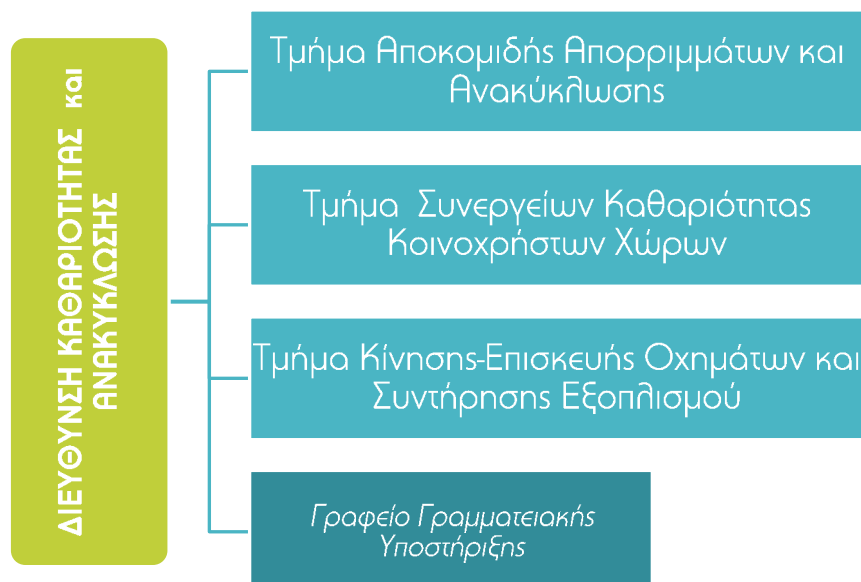 ΔΙΕΥΘΥΝΣΗ ΚΑΘΑΡΙΟΤΗΤΑΣ και
ΑΝΑΚΥΚΛΩΣΗΣ
Τμήμα Αποκομιδής Απορριμμάτων και
Ανακύκλωσης
Τμήμα Συνεργείων Καθαριότητας
Κοινοχρήστων Χώρων
Τμήμα Κίνησης-Επισκευής Οχημάτων και
Συντήρησης Εξοπλισμού
Γραφείο Γραμματειακής
Υποστήριξης